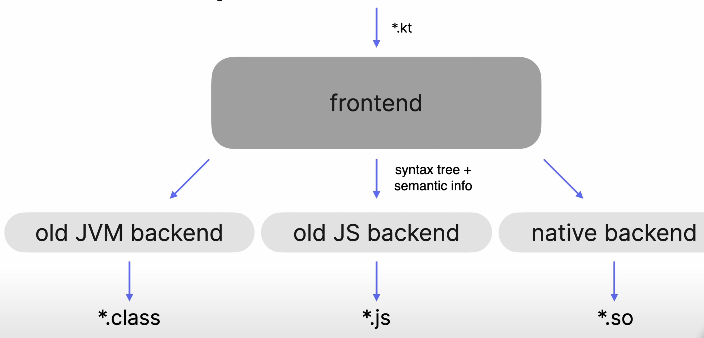 *.kt
frontend
syntax tree +
semantic info
old JVM backend
old JS backend
native backend
*.class
*.js
*.so